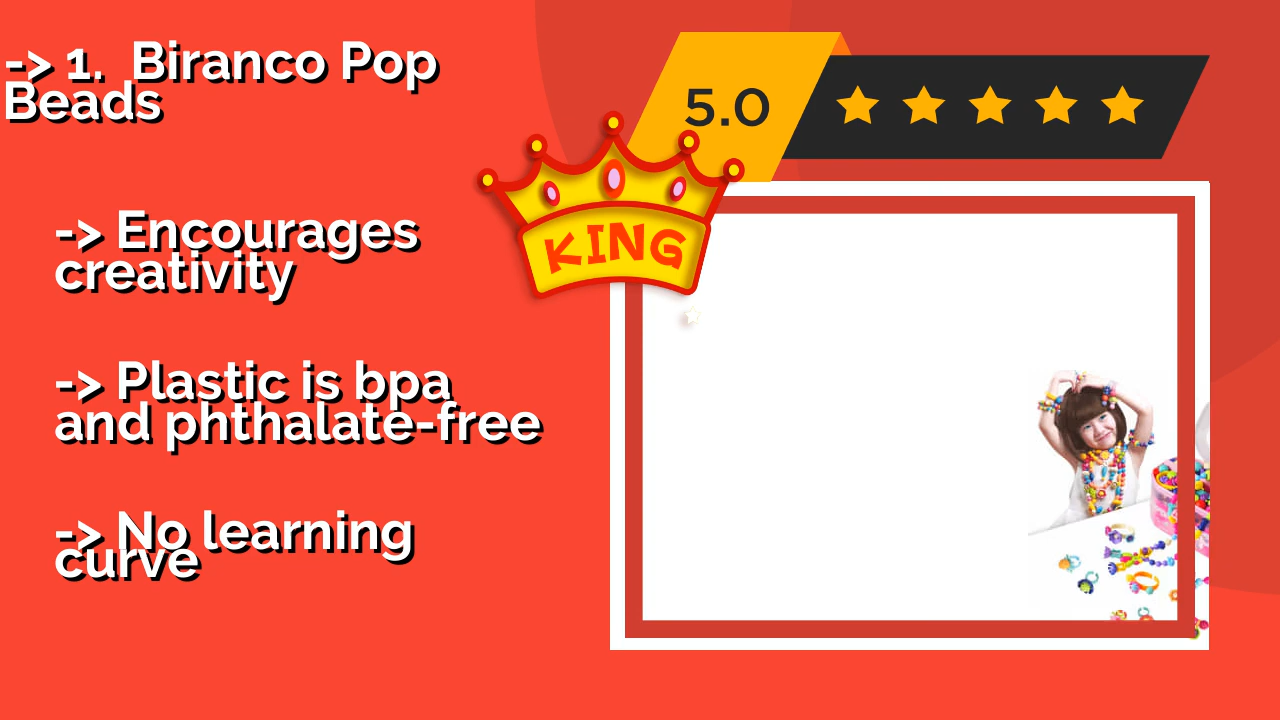 -> 1. Biranco Pop
Beads
5.0
KING
-> Encourages
creativity
-> Plastic is bpa
and phthalate-free
-> No learning
curve